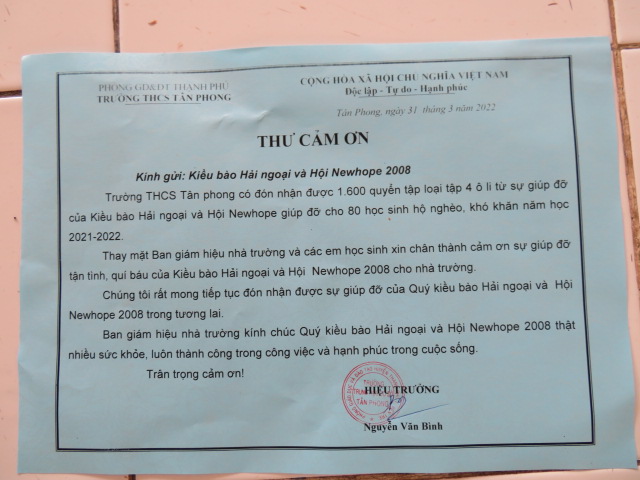 PHÒNG GD&ĐT THẠNH PHÚ
TRƯỜNG THCS TÂN PHONG
CỘNG HÒA XÃ HỘI CHỦ NGHĨA VIỆT NAM
Độc lập - Tự do - Hạnh phúc
Tân Phong, ngày 31 tháng 3 năm 2022
THƯ CẢM ƠN
Kính gửi: Kiều bào Hải ngoại và Hội Newhope 2008
Trường THCS Tân phong có đón nhận được 1.600 quyển tập loại tập 4 ô li từ sự giúp đỡ
của Kiều bào Hải ngoại và Hội Newhope giúp đỡ cho 80 học sinh hộ nghèo, khó khăn năm học
2021-2022.
Thay mặt Ban giám hiệu nhà trường và các em học sinh xin chân thành cảm ơn sự giúp đỡ
tận tình, quí báu của Kiều bào Hải ngoại và Hội Newhope 2008 cho nhà trường.
Chúng tôi rất mong tiếp tục đón nhận được sự giúp đỡ của Quý kiều bào Hải ngoại và Hội
Newhope 2008 trong tương lai.
Ban giám hiệu nhà trường kính chúc Quý kiều bào Hải ngoại và Hội Newhope 2008 thật
nhiều sức khỏe, luôn thành công trong công việc và hạnh phúc trong cuộc sống.
Trân trọng cảm ơn!
HIỆU TRƯỞNG
TRƯỜNG
TÂN PHONG
Nguyễn Văn Bình